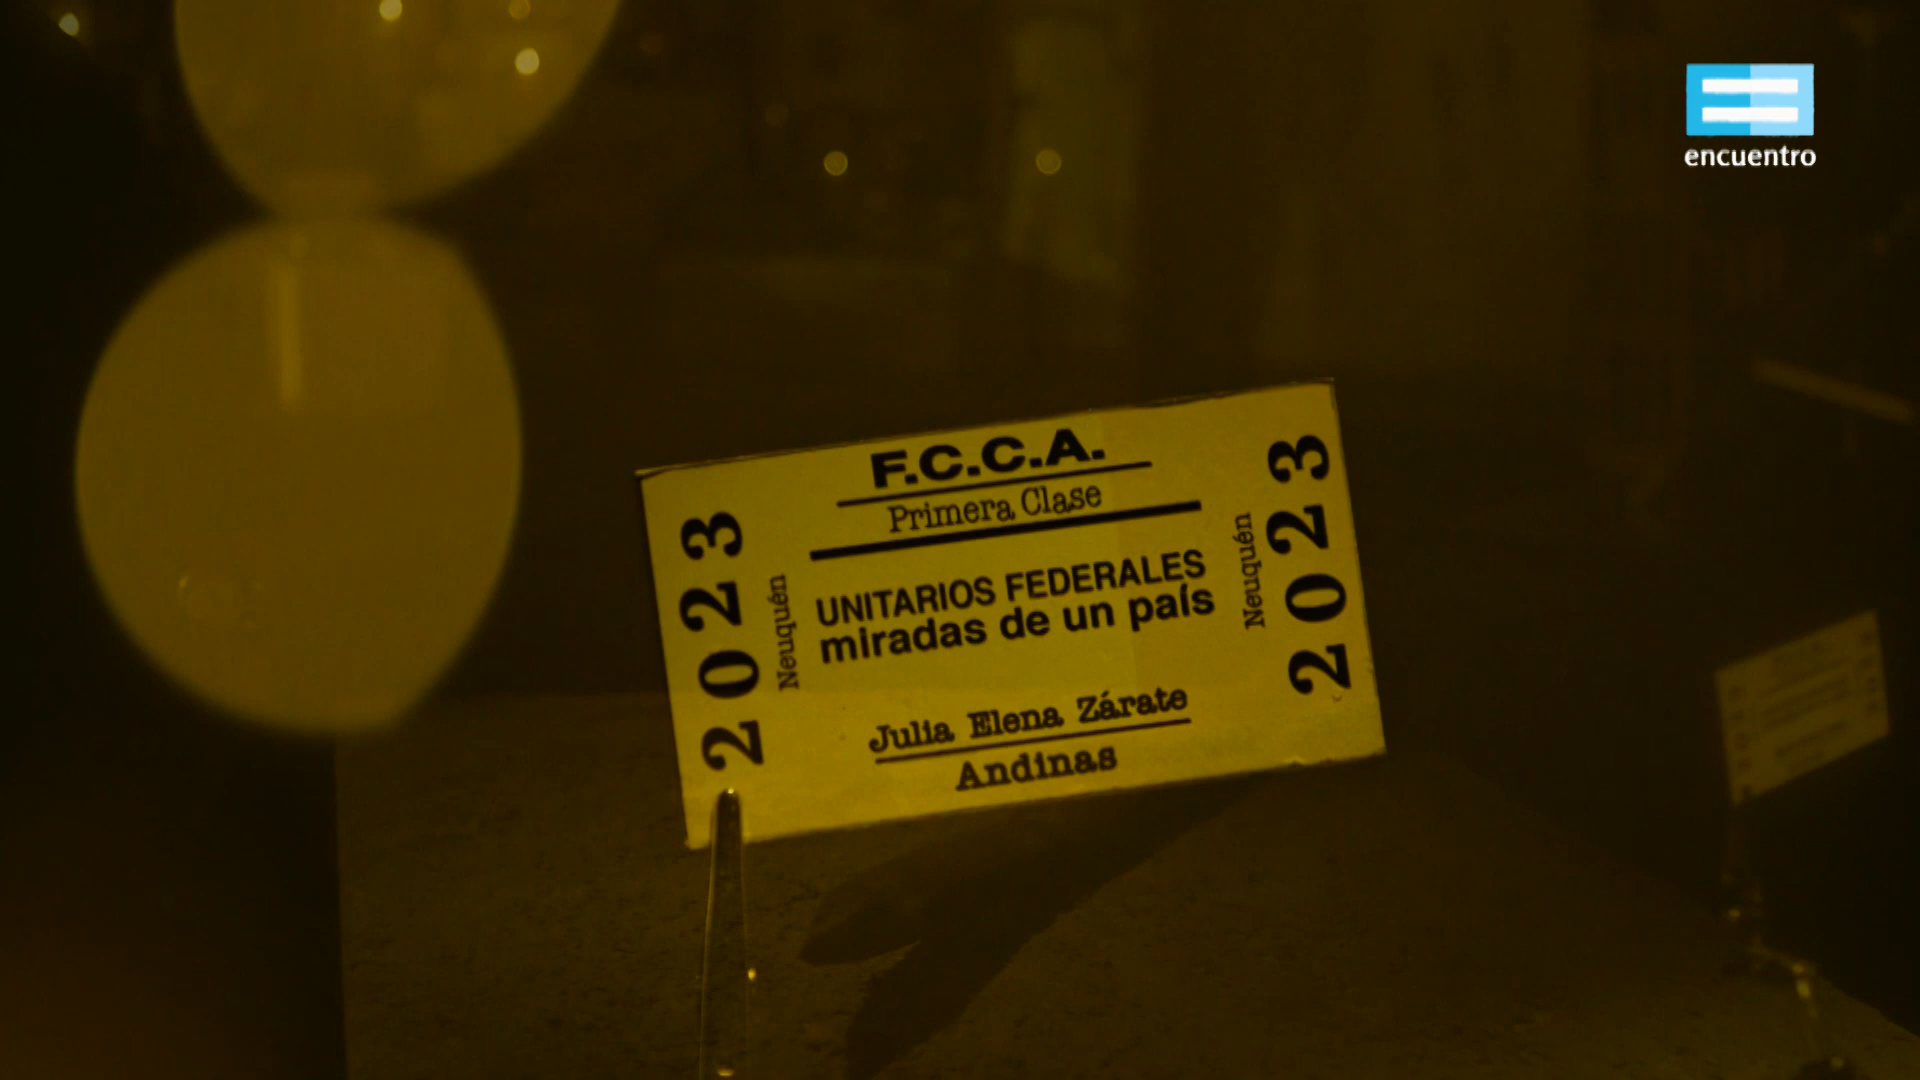 encuentro
F.C.C.A.
Primera Clase
2023
Neuquén
UNITARIOS FEDERALES
miradas de un país
Neuquén
2023
Julia Elena Zárate
Andinas